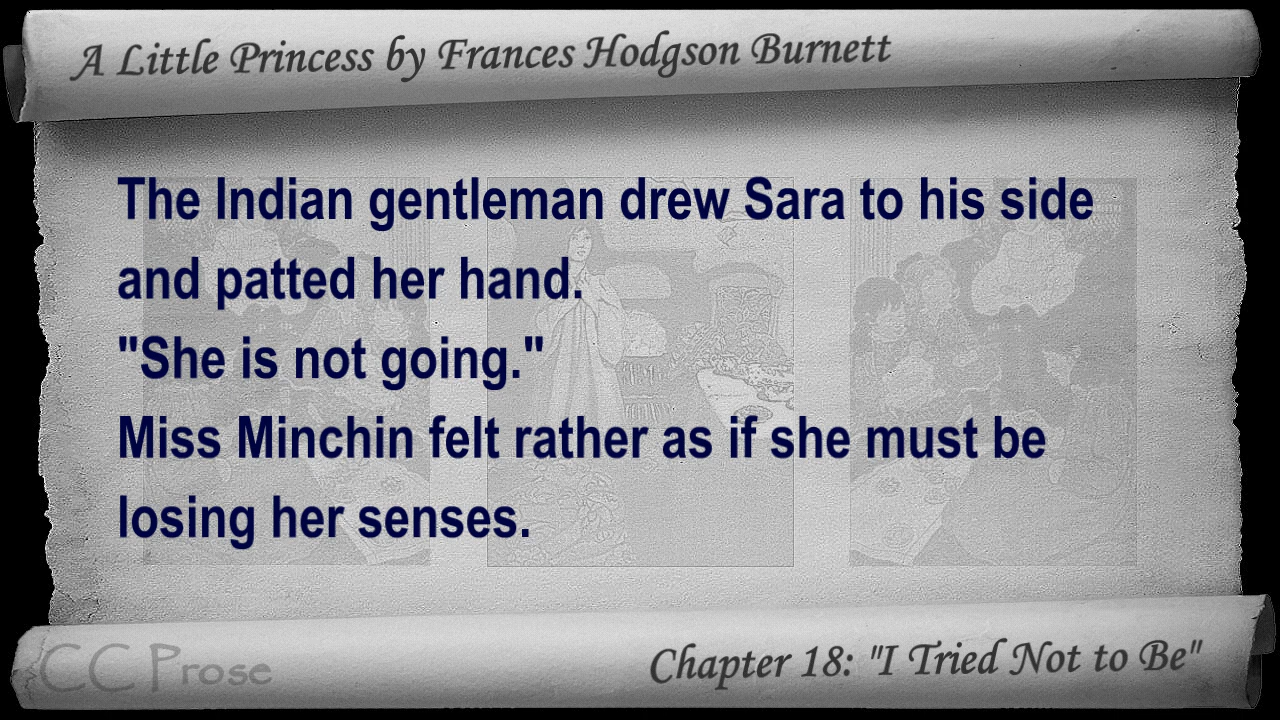 A Little Princess by Frances Hodgson Burnett
The Indian gentleman drew Sara to his side
and patted her hand.
"She is not going."
Miss Minchin felt rather as if she must be
losing her senses.
CC Prose
Chapter 18: "I Tried Not to Be"